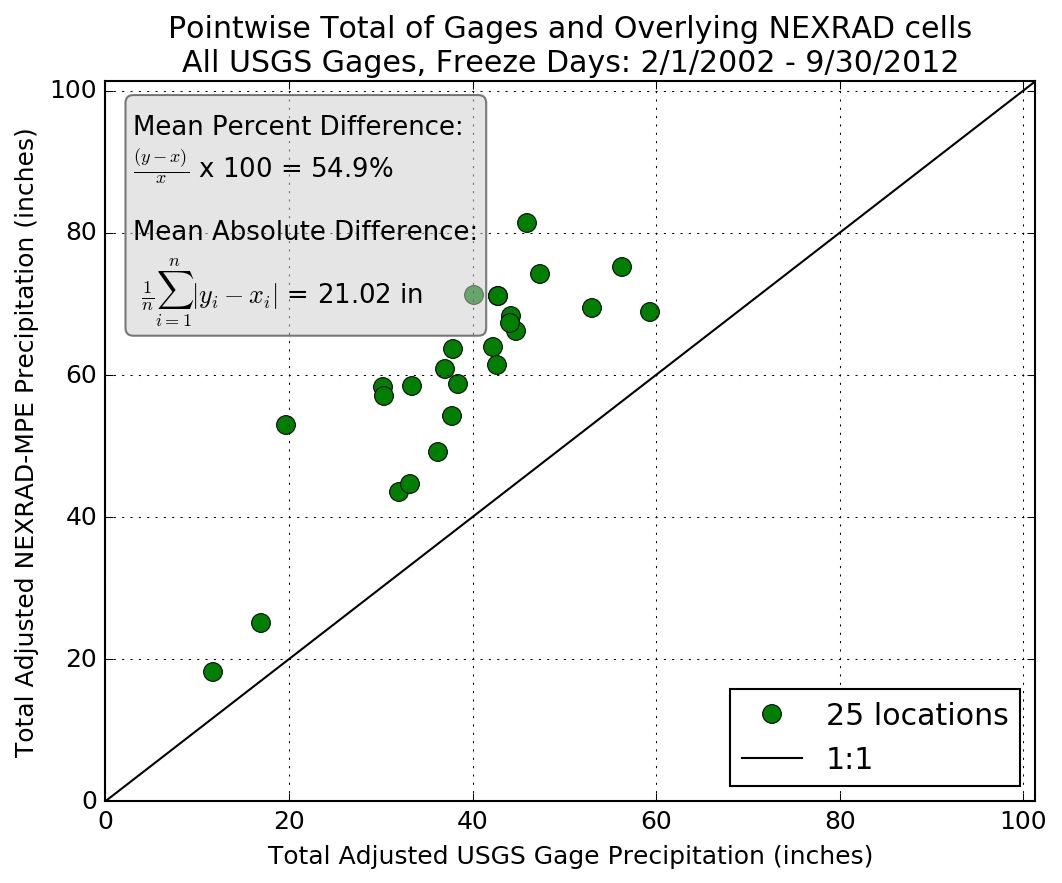 Pointwise Total of Gages and Overlying NEXRAD cells
All USGS Gages, Freeze Days: 2/1/2002 - 9/30/2012
Total Adjusted NEXRAD-MPE Precipitation (inches)
100
80
60
40
20
0
Mean Percent Difference:
(y − x)/x x 100 = 54.9%
Mean Absolute Difference:
1/n ∑ i=1 n |y_i − x_i| = 21.02 in
25 locations
1:1
0 20 40 60 80 100
Total Adjusted USGS Gage Precipitation (inches)